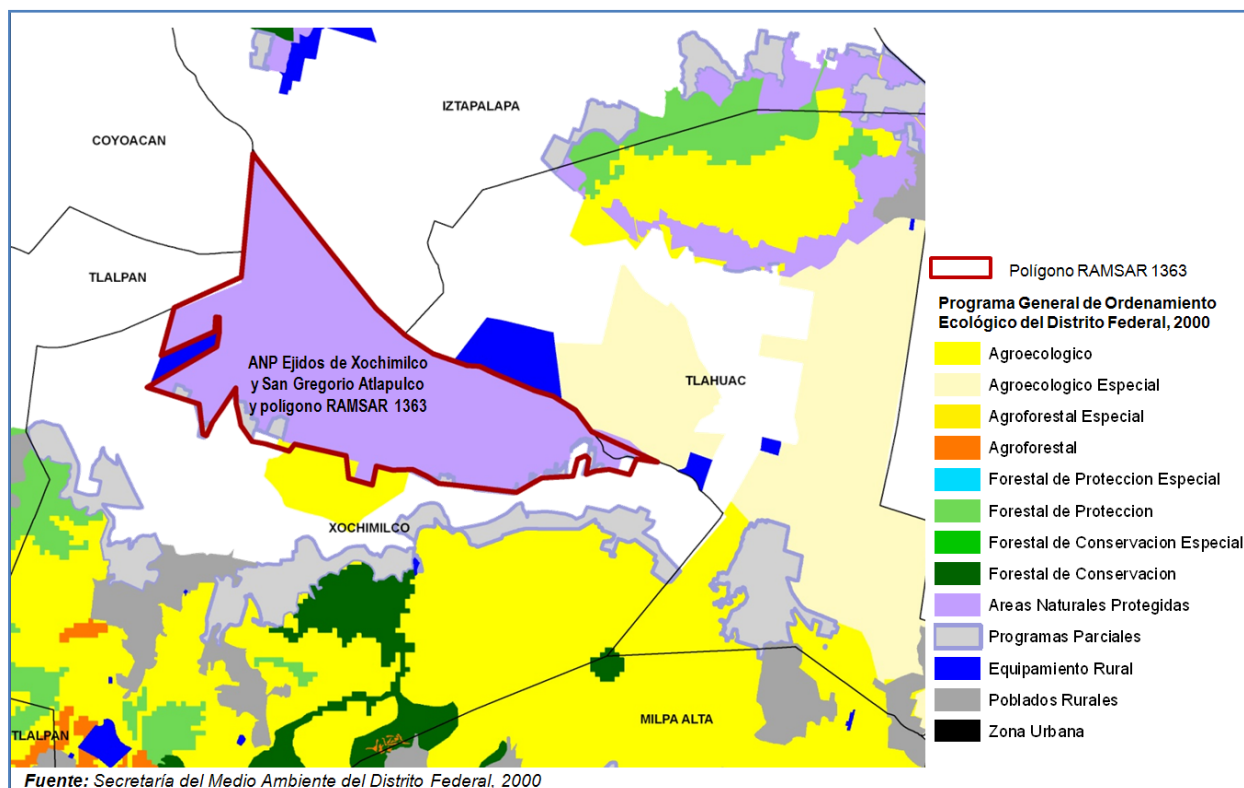 IZTAPALAPA
COYOACAN
TLALPAN
ANP Ejidos de Xochimilco
y San Gregorio Atlapulco
y polígono RAMSAR 1363
TLAHUAC
XOCHIMILCO
MILPA ALTA
TLALPAN
Polígono RAMSAR 1363
Programa General de Ordenamiento
Ecológico del Distrito Federal, 2000
Agroecologico
Agroecologico Especial
Agroforestal Especial
Agroforestal
Forestal de Proteccion Especial
Forestal de Proteccion
Forestal de Conservacion Especial
Forestal de Conservacion
Areas Naturales Protegidas
Programas Parciales
Equipamiento Rural
Poblados Rurales
Zona Urbana
Fuente: Secretaría del Medio Ambiente del Distrito Federal, 2000